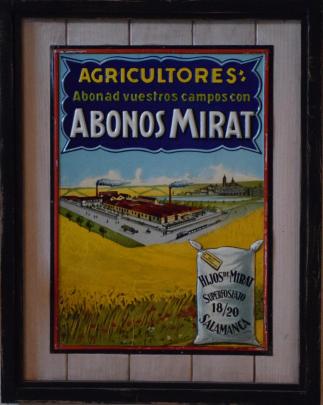 AGRICULTORES:
Abonad vuestros campos con
ABONOS MIRAT
HIJOS DE MIRAT
SUPERFOSFATO
18/20
SALAMANCA